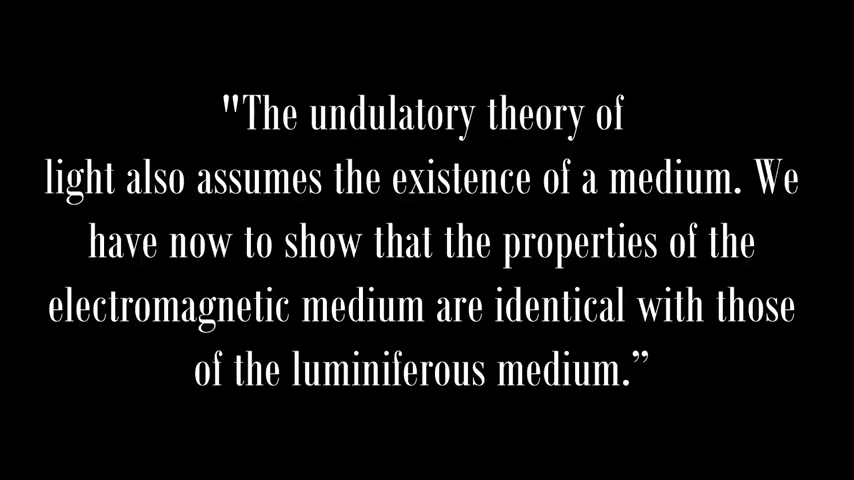 "The undulatory theory of
light also assumes the existence of a medium. We
have now to show that the properties of the
electromagnetic medium are identical with those
of the luminiferous medium.”